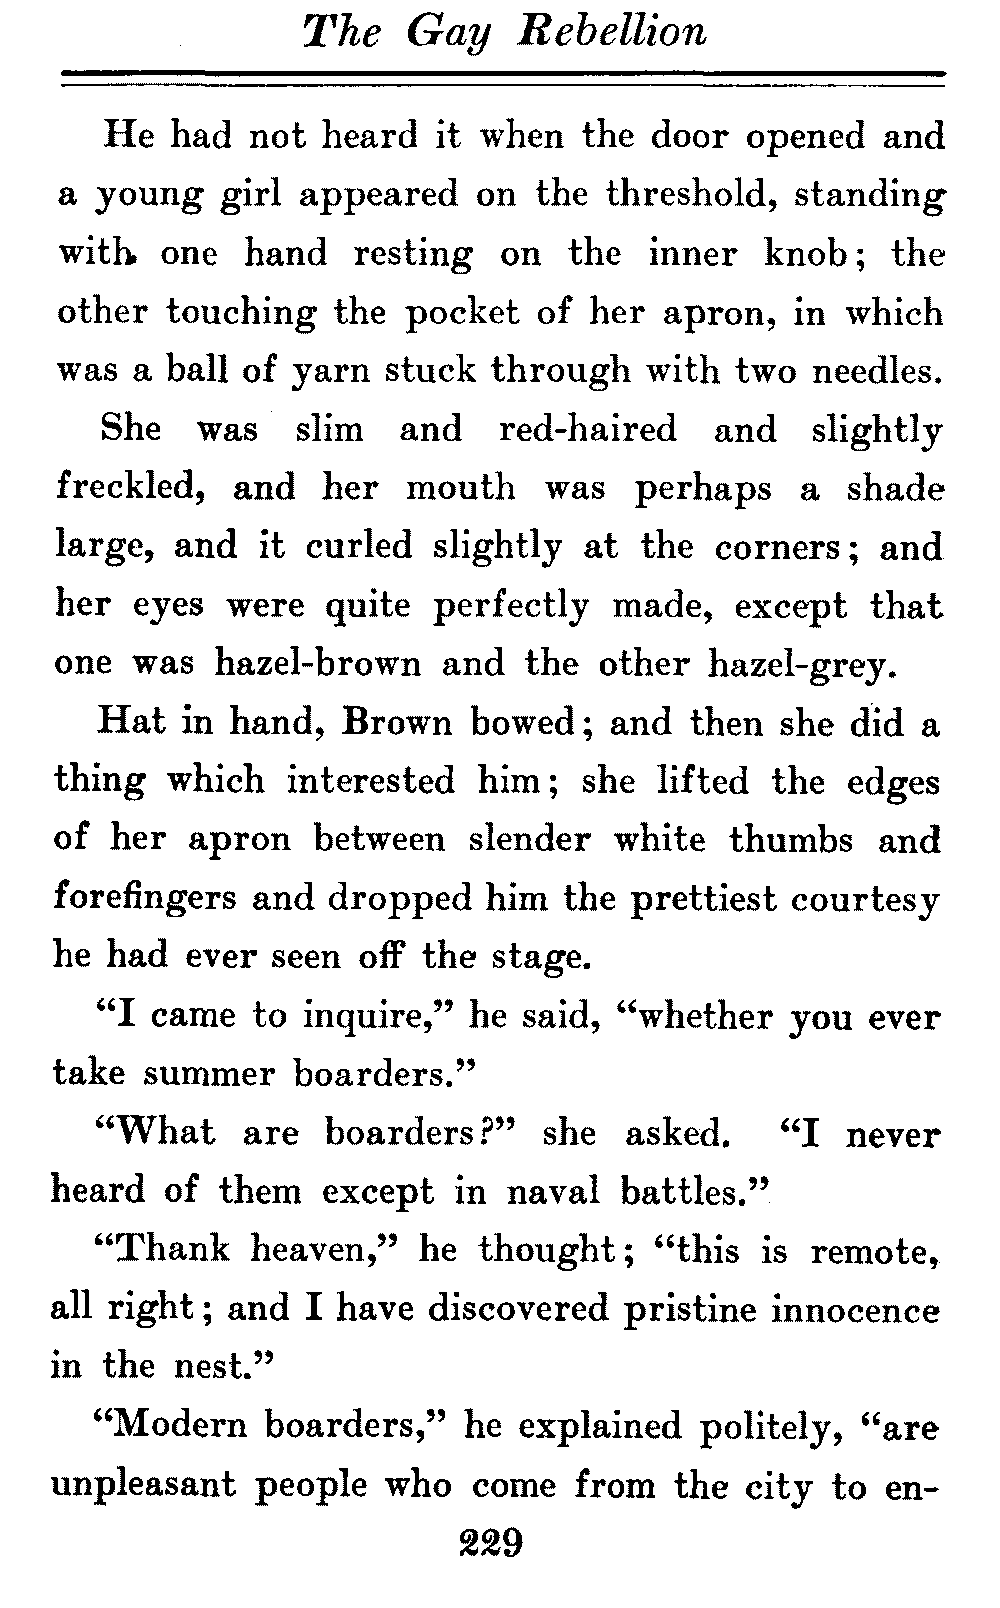 The Gay Rebellion
He had not heard it when the door opened and
a young girl appeared on the threshold, standing
with one hand resting on the inner knob; the
other touching the pocket of her apron, in which
was a ball of yarn stuck through with two needles.
She was slim and red-haired and slightly
freckled, and her mouth was perhaps a shade
large, and it curled slightly at the corners; and
her eyes were quite perfectly made, except that
one was hazel-brown and the other hazel-grey.
Hat in hand, Brown bowed; and then she did a
thing which interested him; she lifted the edges
of her apron between slender white thumbs and
forefingers and dropped him the prettiest courtesy
he had ever seen off the stage.
“I came to inquire,” he said, “whether you ever
take summer boarders.”
“What are boarders?” she asked. “I never
heard of them except in naval battles.”
“Thank heaven,” he thought; “this is remote,
all right; and I have discovered pristine innocence
in the nest.”
“Modern boarders,” he explained politely, “are
unpleasant people who come from the city to en-
229